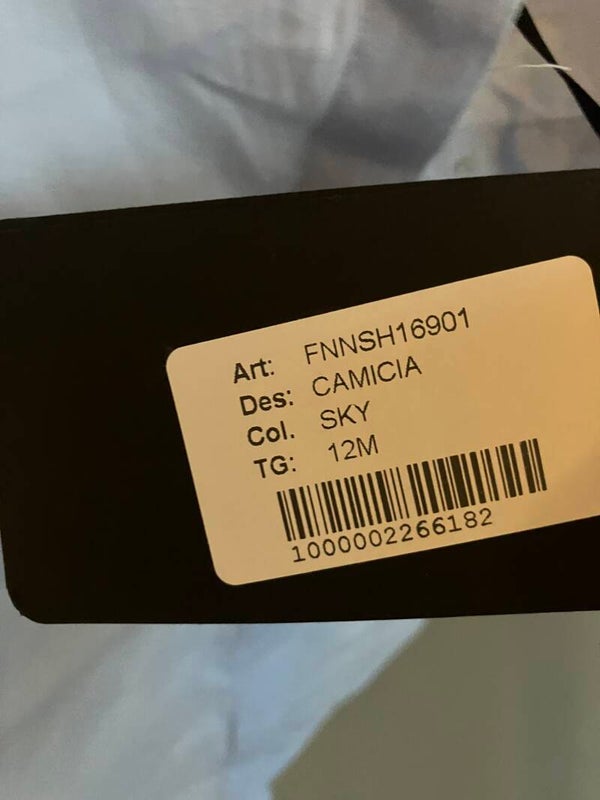 Art: FNNSH16901
Des: CAMICIA
Col. SKY
TG: 12M
1000002266182